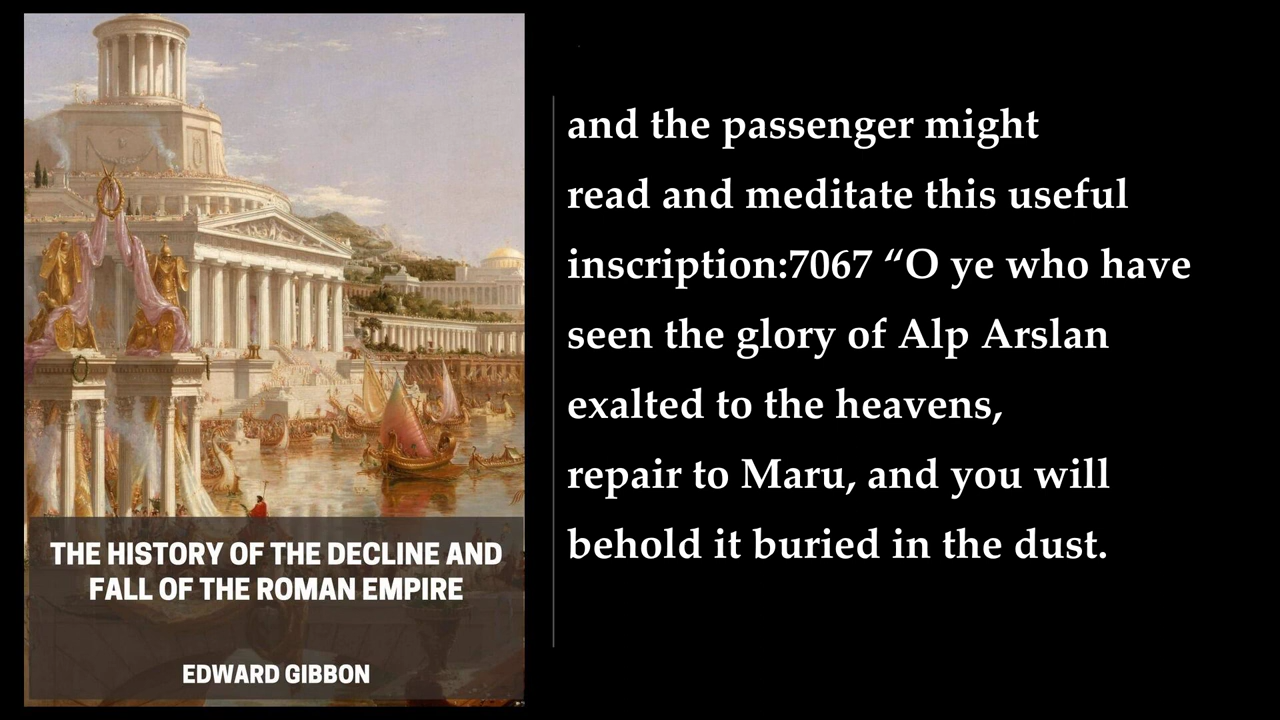 THE HISTORY OF THE DECLINE AND
FALL OF THE ROMAN EMPIRE
EDWARD GIBBON
and the passenger might
read and meditate this useful
inscription:7067 “O ye who have
seen the glory of Alp Arslan
exalted to the heavens,
repair to Maru, and you will
behold it buried in the dust.